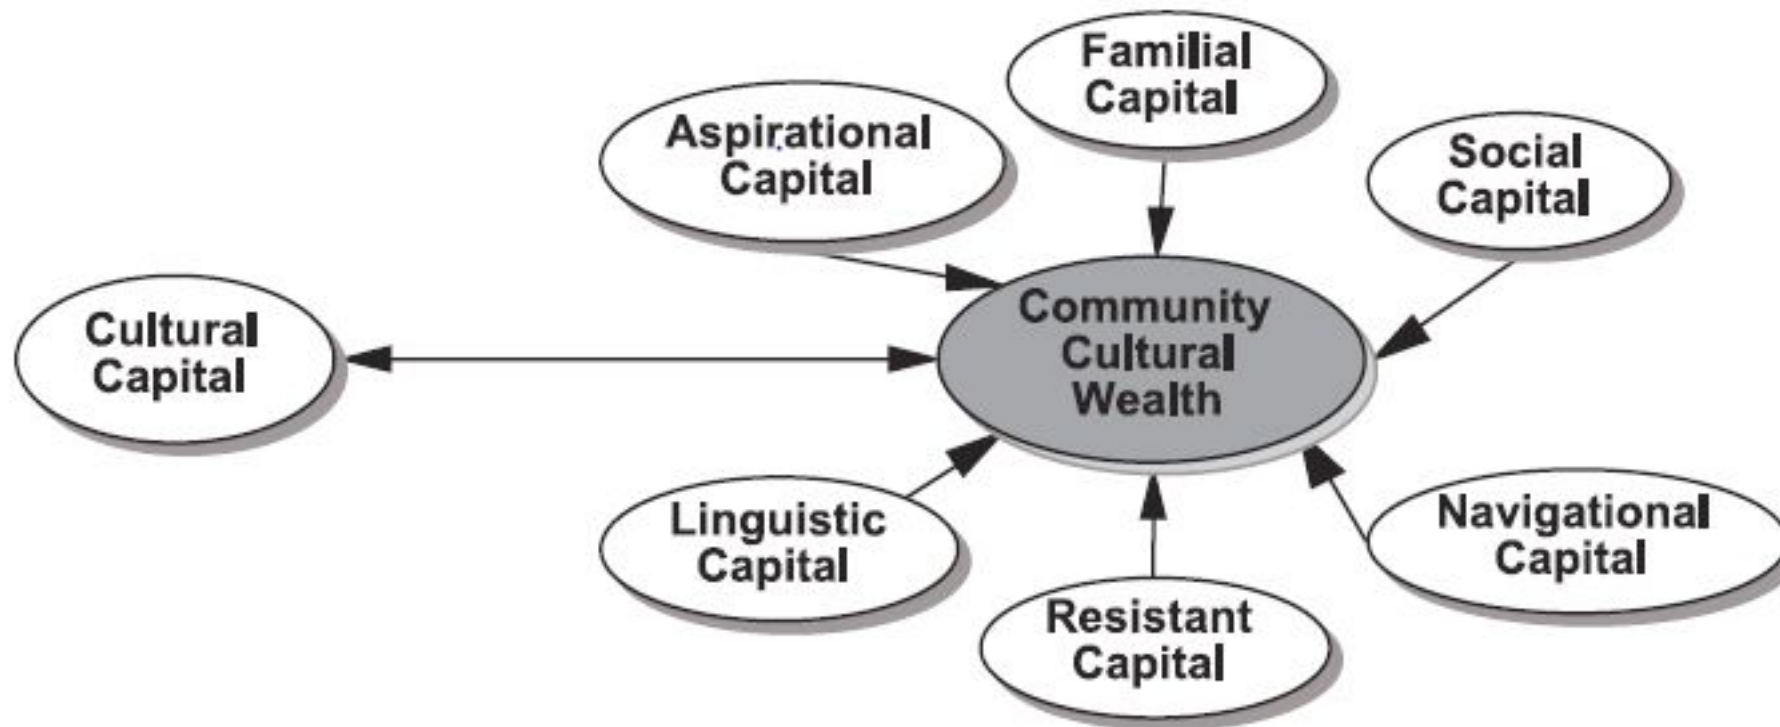 Familial
Capital
Aspirational
Capital
Social
Capital
Cultural
Capital
Community
Cultural
Wealth
Linguistic
Capital
Navigational
Capital
Resistant
Capital